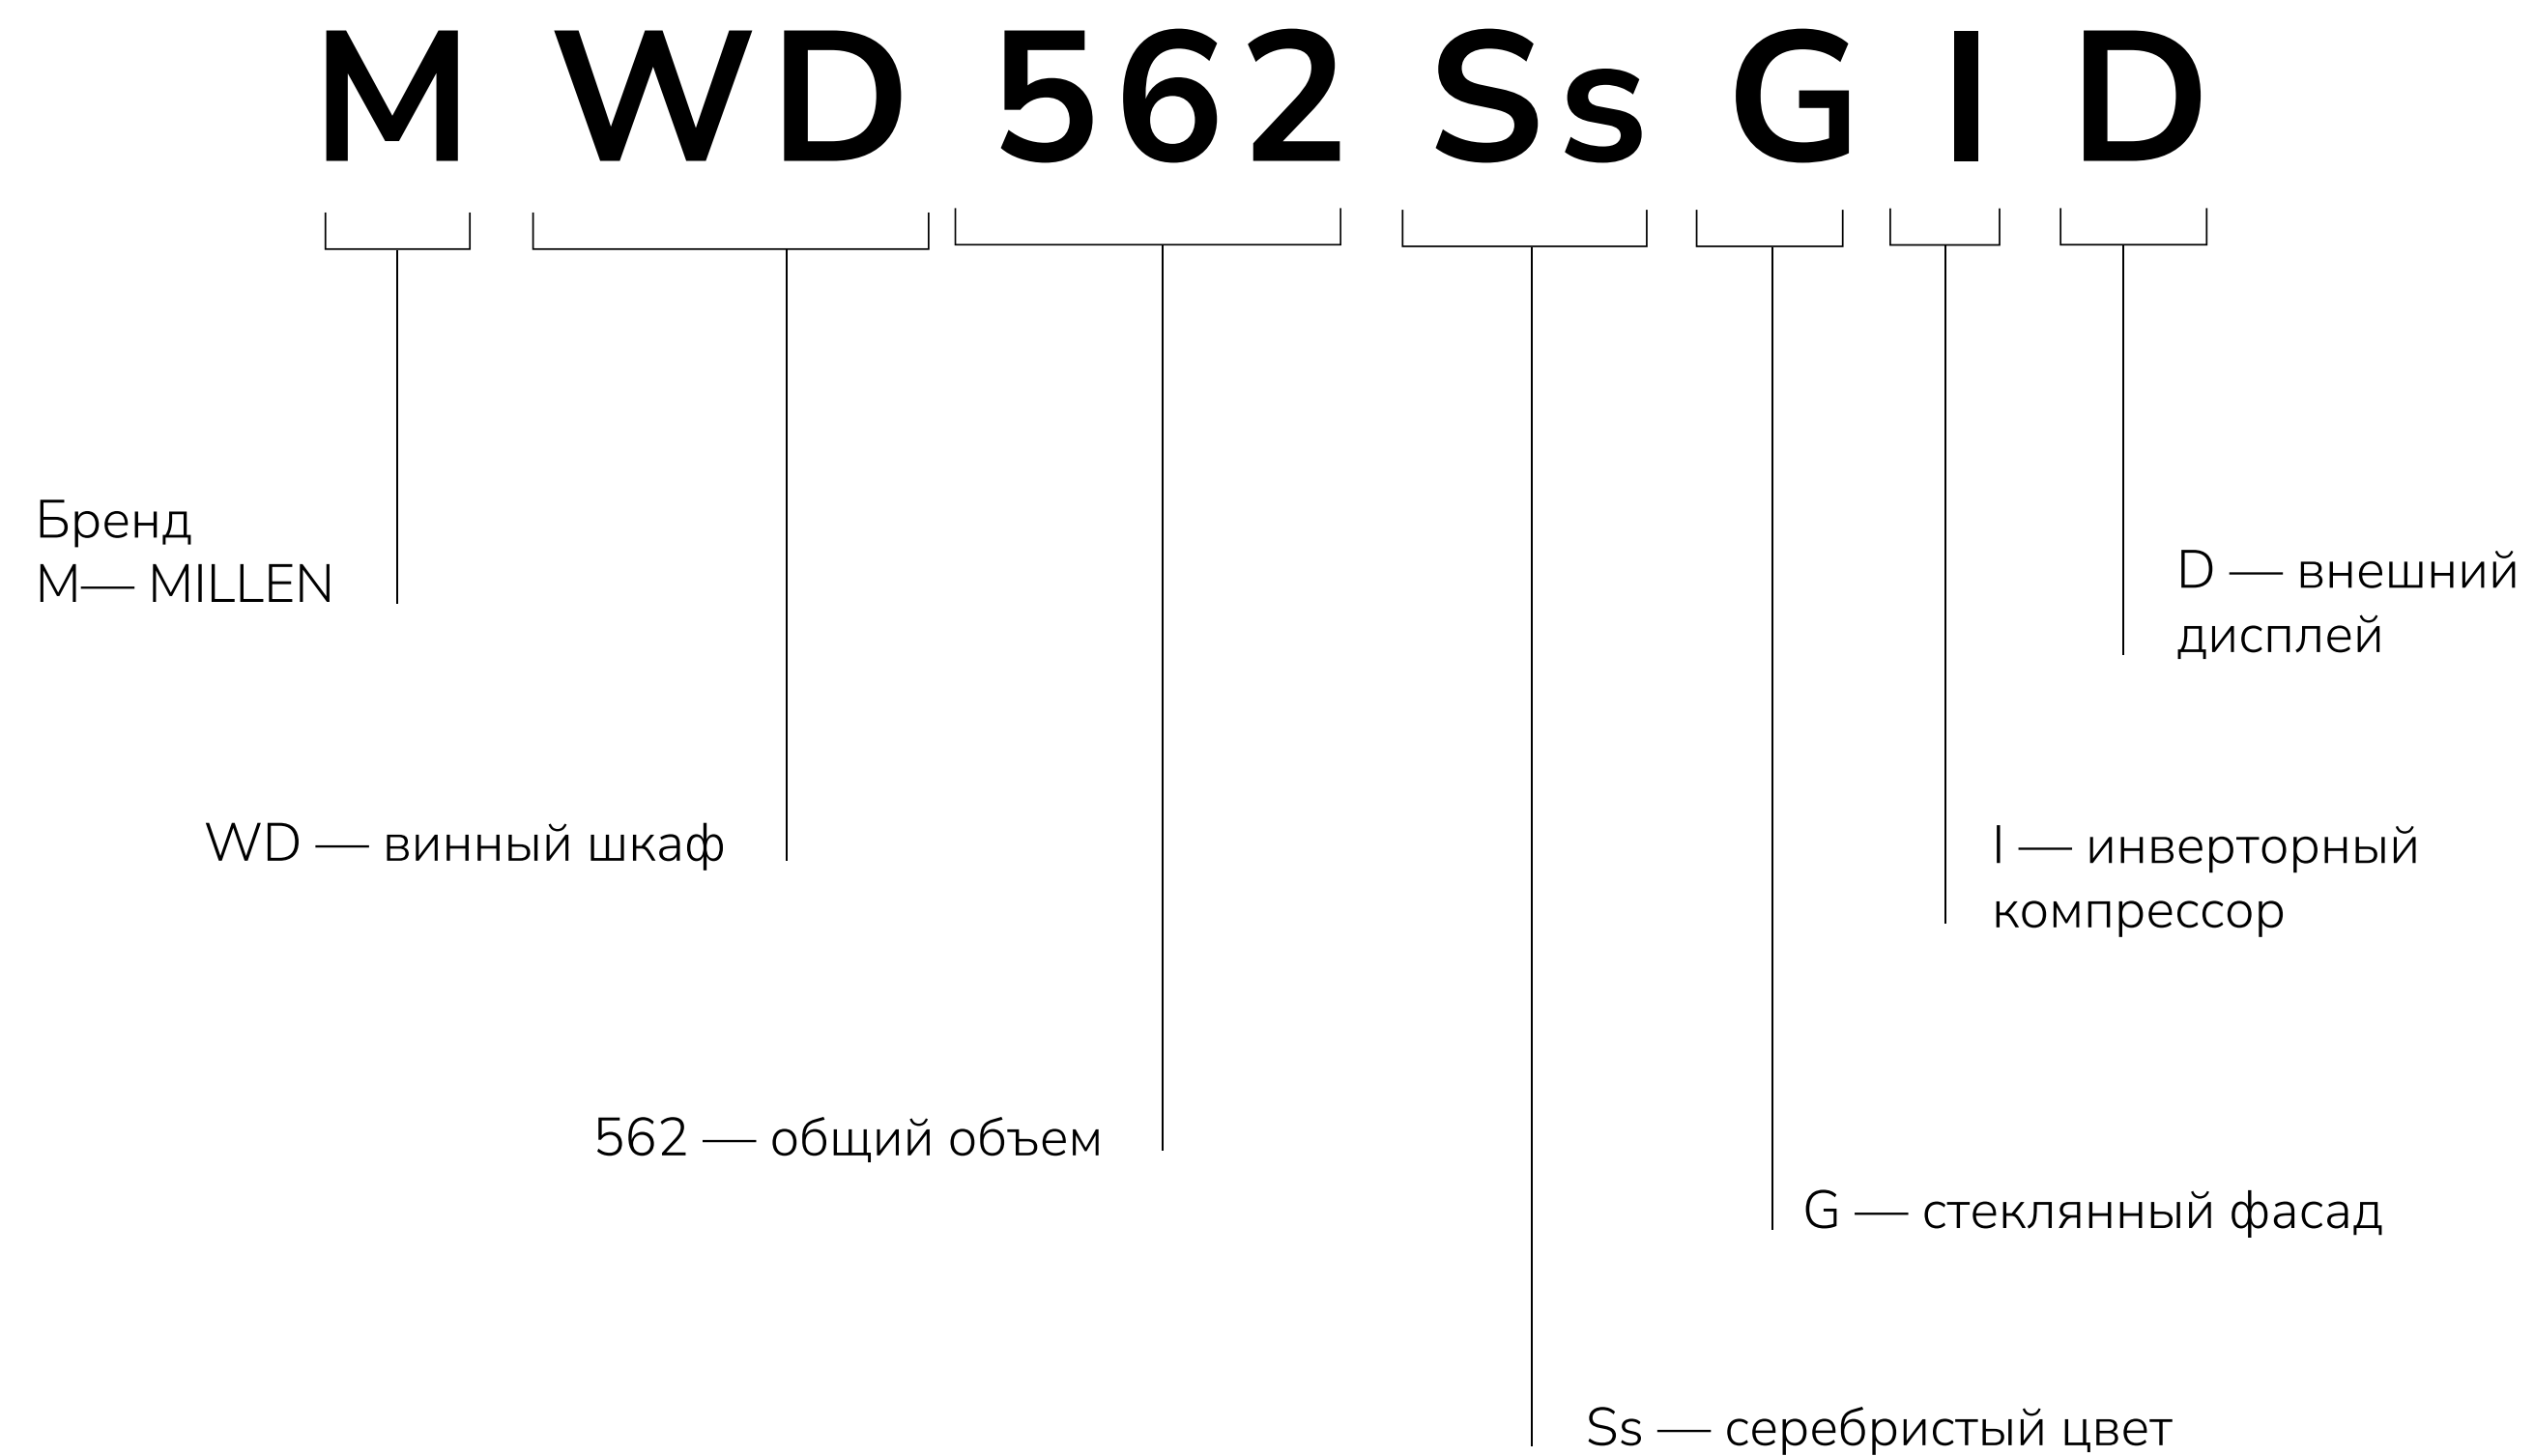 M WD 562 Ss G I D
Бренд
M— MILLEN
D — внешний
дисплей
WD — винный шкаф
I — инверторный
компрессор
562 — общий объем
G — стеклянный фасад
Ss — серебристый цвет